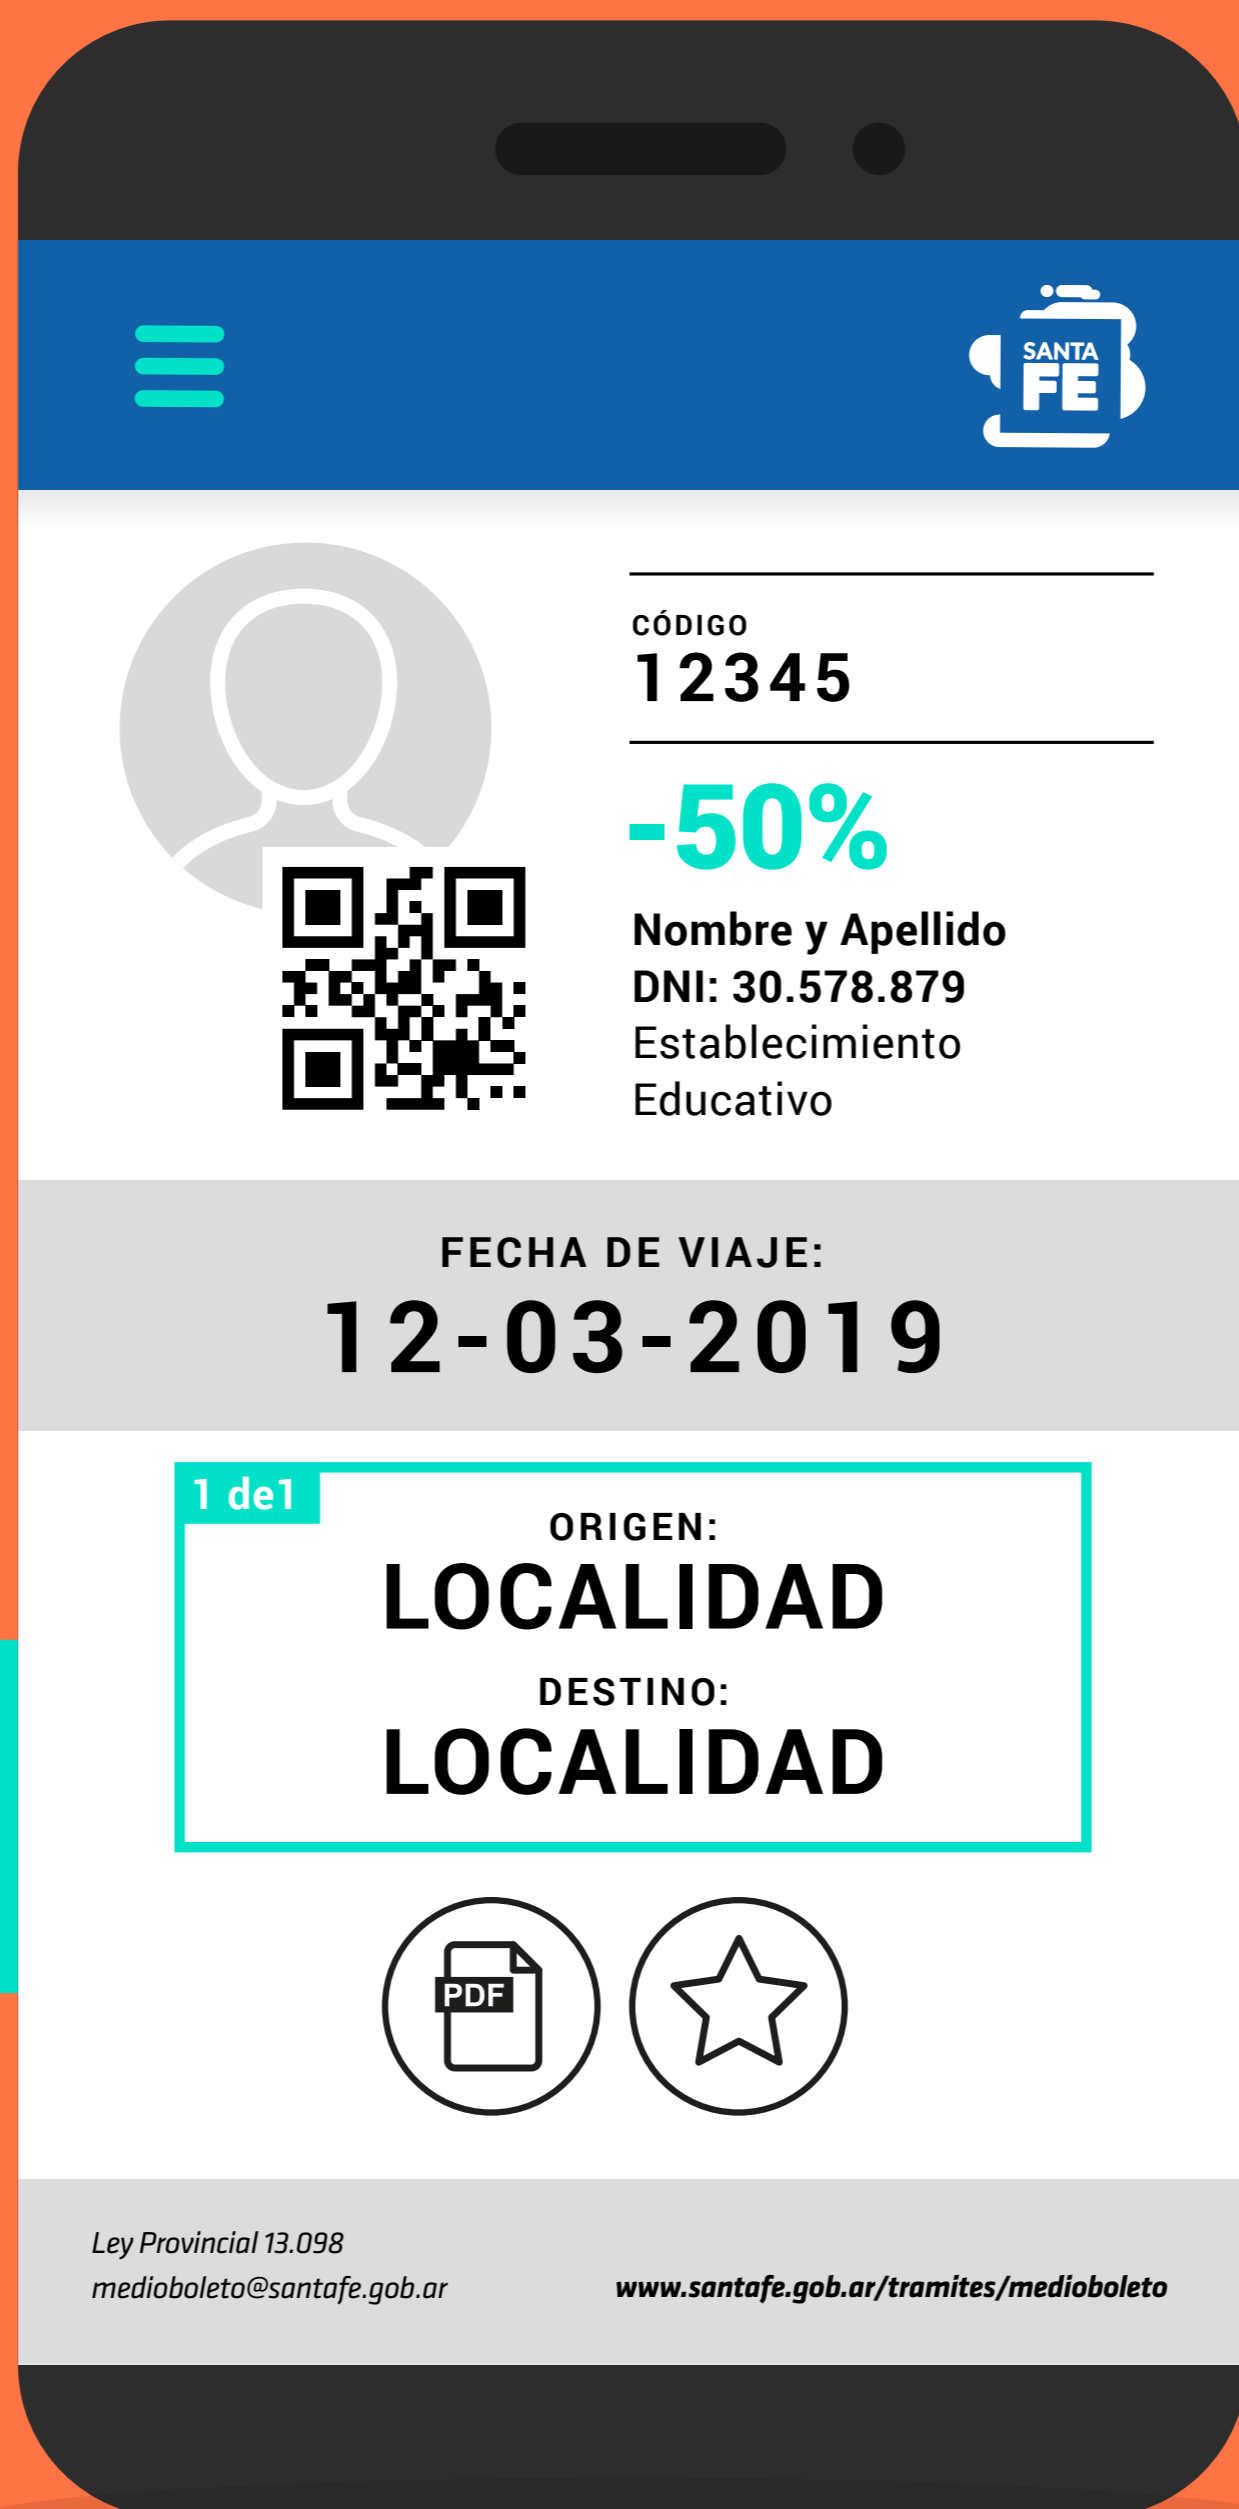 SANTA
FE
CÓDIGO
12345
-50%
Nombre y Apellido
DNI: 30.578.879
Establecimiento
Educativo
FECHA DE VIAJE:
12-03-2019
1 de1
ORIGEN:
LOCALIDAD
DESTINO:
LOCALIDAD
PDF
Ley Provincial 13.098
medioboleto@santafe.gob.ar
www.santafe.gob.ar/tramites/medioboleto